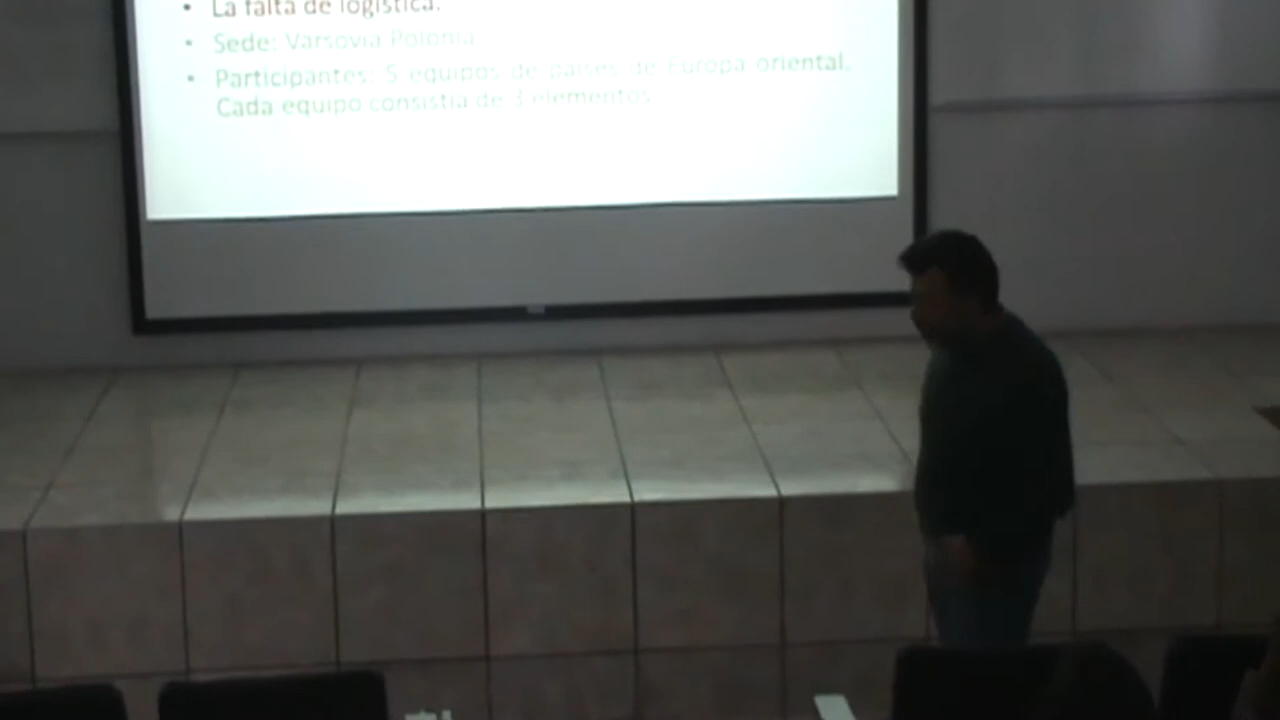 • La falta de logística.
• Sede: Varsovia Polonia
• Participantes: 5 equipos de países de Europa oriental.
Cada equipo consistía de 3 elementos